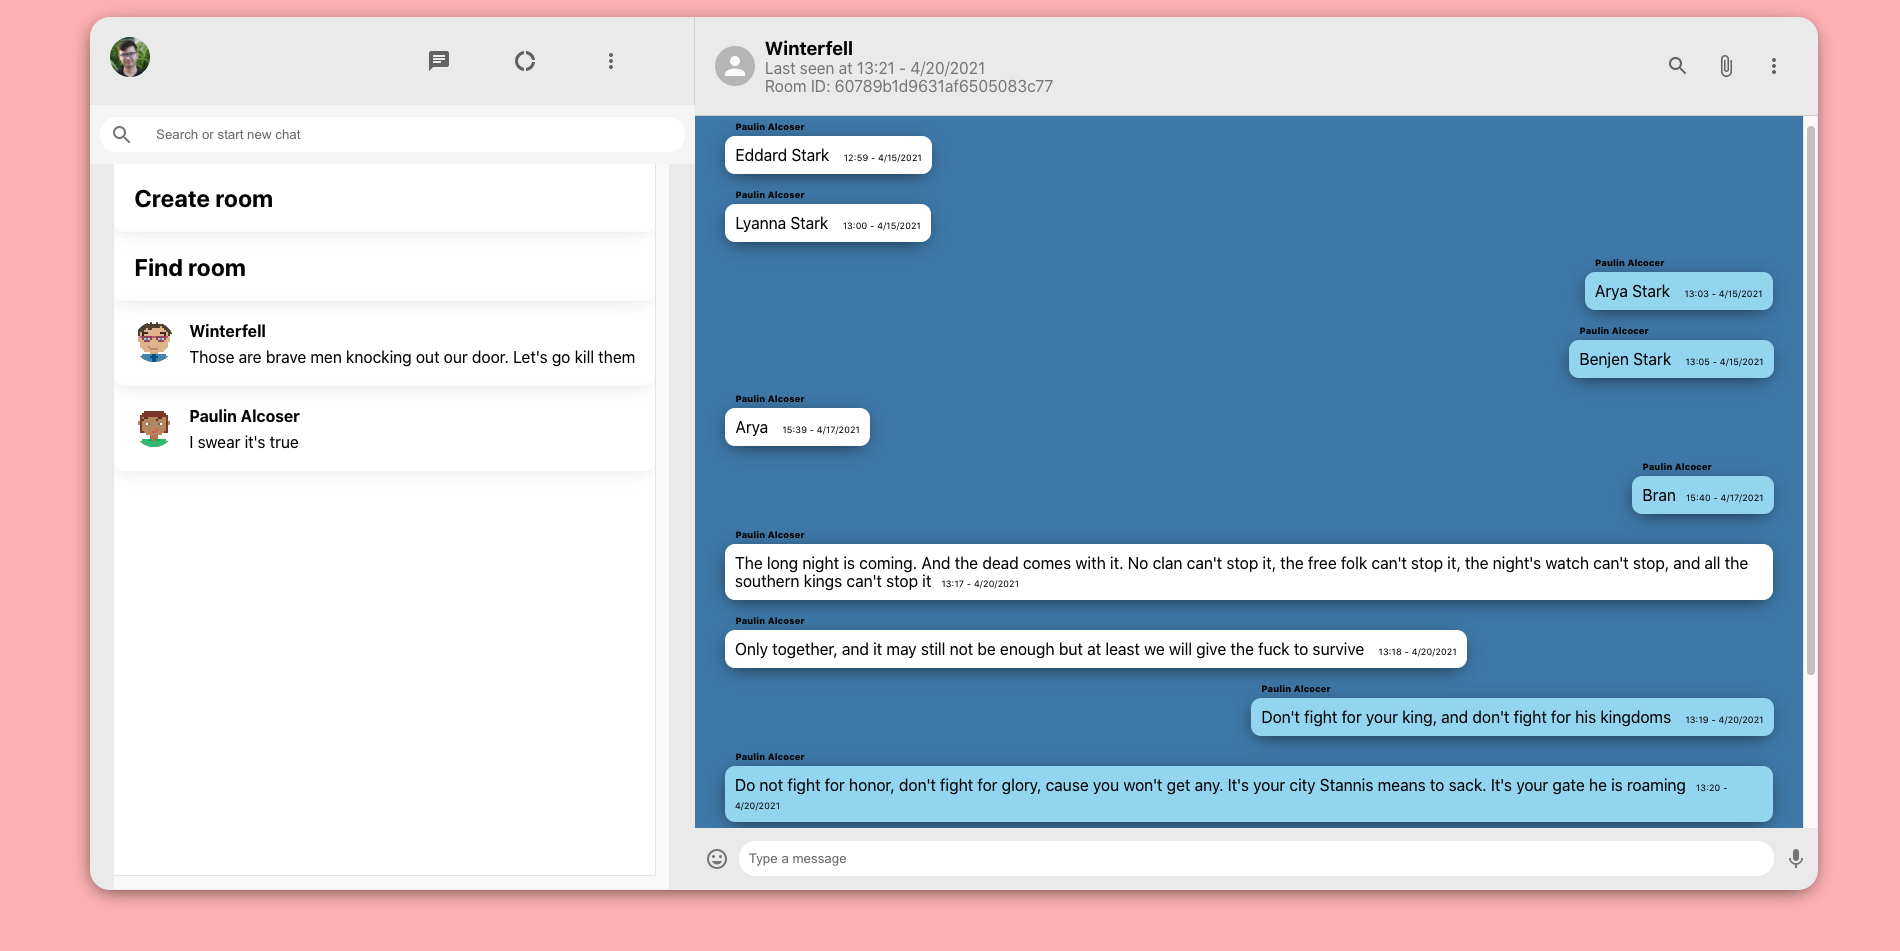 Search or start new chat
Create room
Find room
Winterfell
Those are brave men knocking out our door. Let's go kill them
Paulin Alcoser
I swear it's true
Winterfell
Last seen at 13:21 - 4/20/2021
Room ID: 60789b1d9631af6505083c77
Paulin Alcoser
Eddard Stark 12:59 - 4/15/2021
Paulin Alcoser
Lyanna Stark 13:00 - 4/15/2021
Paulin Alcocer
Arya Stark 13:03 - 4/15/2021
Paulin Alcocer
Benjen Stark 13:05 - 4/15/2021
Paulin Alcoser
Arya 15:39 - 4/17/2021
Paulin Alcocer
Bran 15:40 - 4/17/2021
Paulin Alcoser
The long night is coming. And the dead comes with it. No clan can't stop it, the free folk can't stop it, the night's watch can't stop, and all the
southern kings can't stop it 13:17 - 4/20/2021
Paulin Alcoser
Only together, and it may still not be enough but at least we will give the fuck to survive 13:18 - 4/20/2021
Paulin Alcocer
Don't fight for your king, and don't fight for his kingdoms 13:19 - 4/20/2021
Paulin Alcocer
Do not fight for honor, don't fight for glory, cause you won't get any. It's your city Stannis means to sack. It's your gate he is roaming 13:20 -
4/20/2021
Type a message